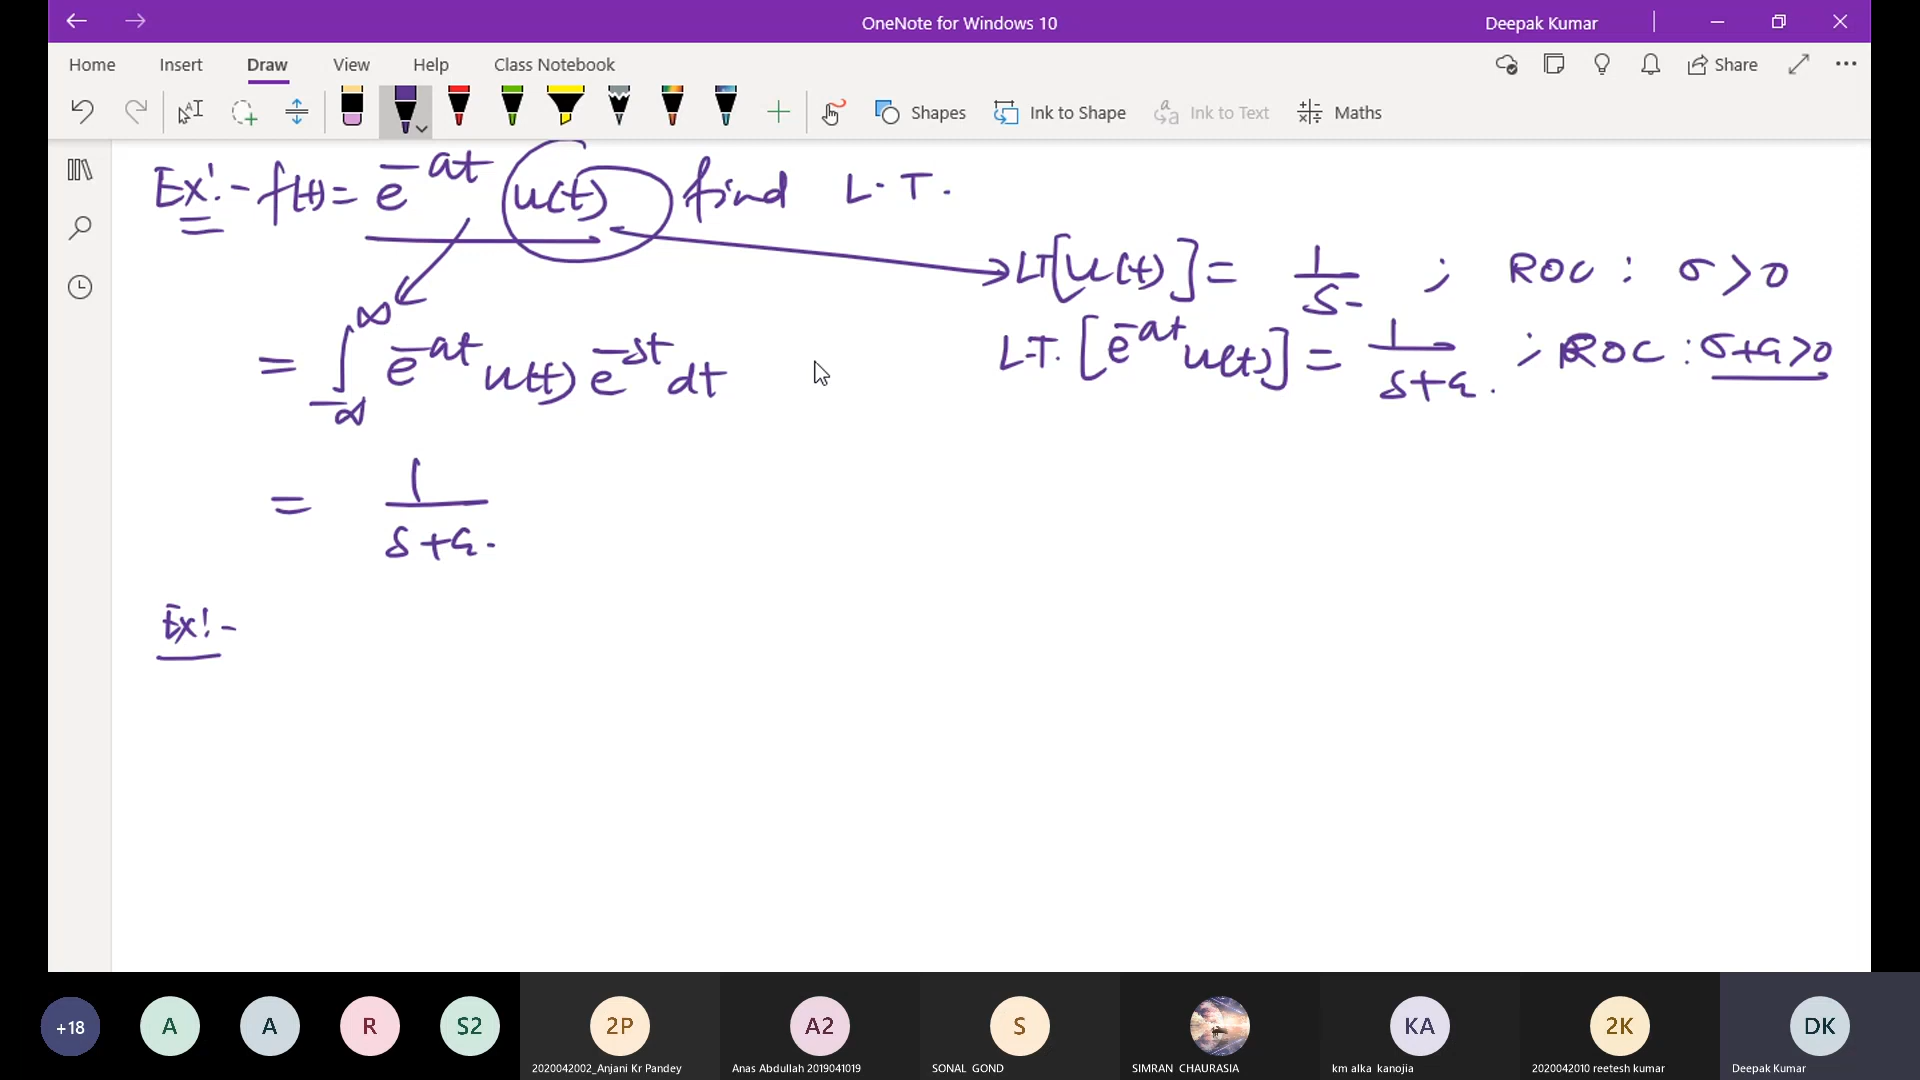 OneNote for Windows 10
Deepak Kumar
Home Insert Draw View Help Class Notebook
Share
Shapes Ink to Shape Ink to Text Maths
Ex:- f(t) = e^-at u(t) find L.T.
LT[u(t)] = 1/s ; ROC : σ>0
= ∫_-∞^∞ e^-at u(t) e^-st dt
L.T. [e^-at u(t)] = 1/s+a . ; ROC : σ+a>0
= 1/s+a.
Ex:-
+18 A A R S2 2P A2 S KA 2K DK
2020042002_Anjani Kr Pandey Anas Abdullah 2019041019 SONAL GOND SIMRAN CHAURASIA km alka kanojia 2020042010 reetesh kumar Deepak Kumar